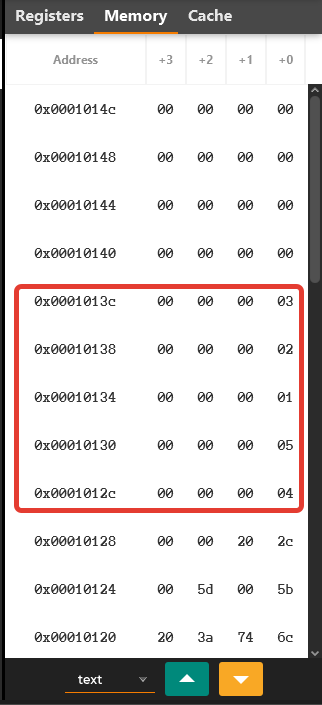 Registers Memory Cache
Address +3 +2 +1 +0
0x0001014c 00 00 00 00
0x00010148 00 00 00 00
0x00010144 00 00 00 00
0x00010140 00 00 00 00
0x0001013c 00 00 00 03
0x00010138 00 00 00 02
0x00010134 00 00 00 01
0x00010130 00 00 00 05
0x0001012c 00 00 00 04
0x00010128 00 00 20 2c
0x00010124 00 5d 00 5b
0x00010120 20 3a 74 6c
text